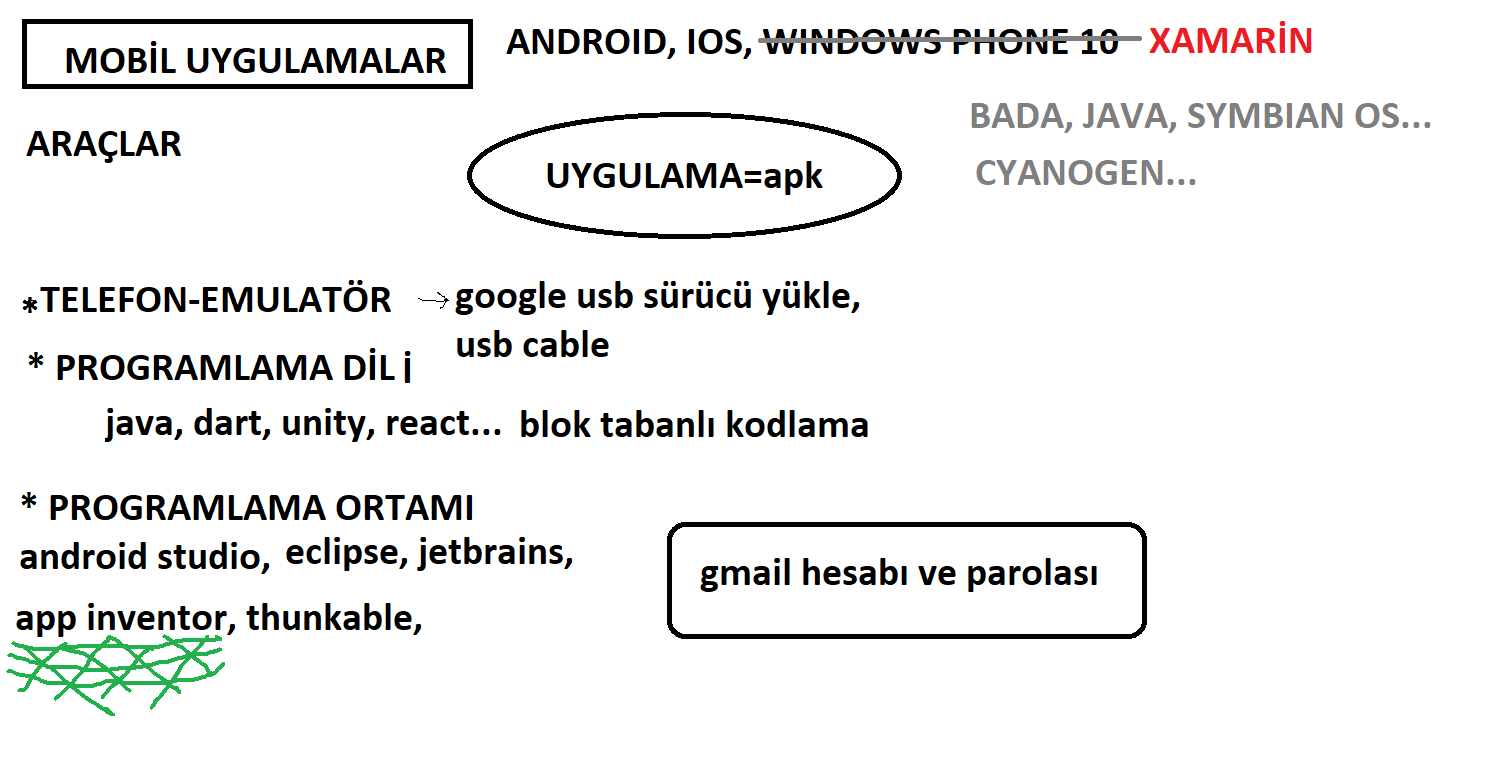 MOBİL UYGULAMALAR
ANDROID, IOS, WINDOWS PHONE 10 XAMARİN
BADA, JAVA, SYMBIAN OS...
CYANOGEN...
ARAÇLAR
UYGULAMA=apk
*TELEFON-EMULATÖR
google usb sürücü yükle,
usb cable
* PROGRAMLAMA DİL İ
java, dart, unity, react... blok tabanlı kodlama
* PROGRAMLAMA ORTAMI
android studio, eclipse, jetbrains,
app inventor, thunkable,
gmail hesabı ve parolası